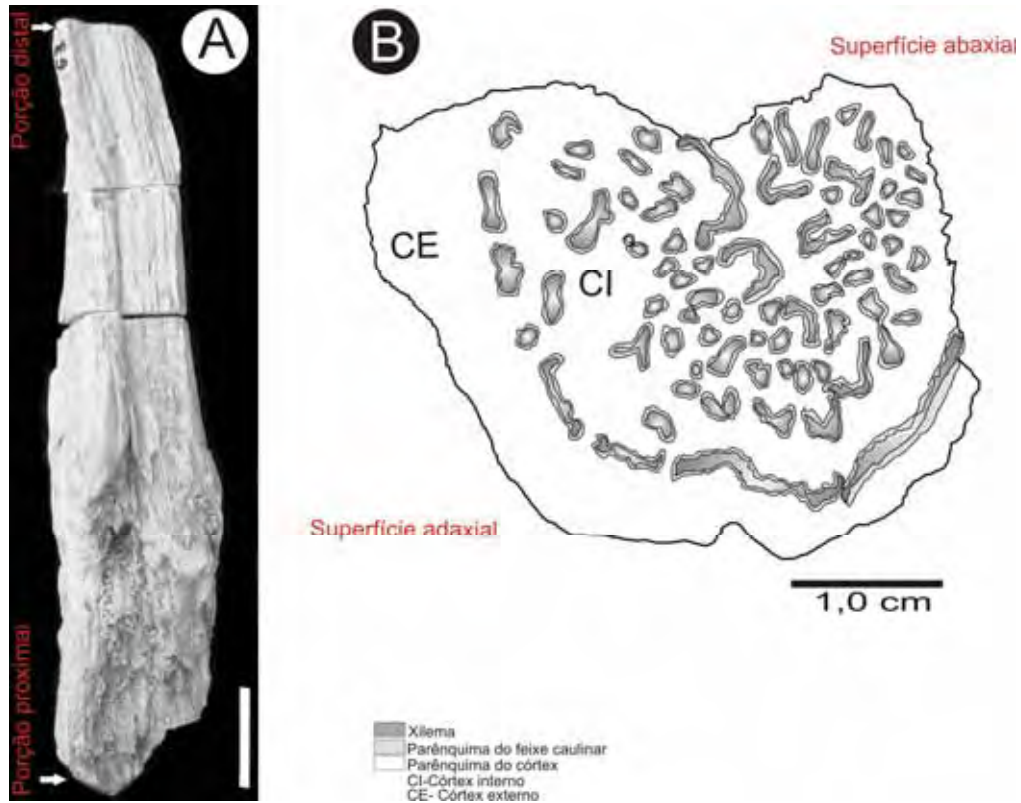 Porção distal
A
Porção proximal
B
Superfície abaxial
CE
CI
Superfície adaxial
1,0 cm
Xilema
Parênquima do feixe caulinar
Parênquima do córtex
CI-Córtex interno
CE- Córtex externo